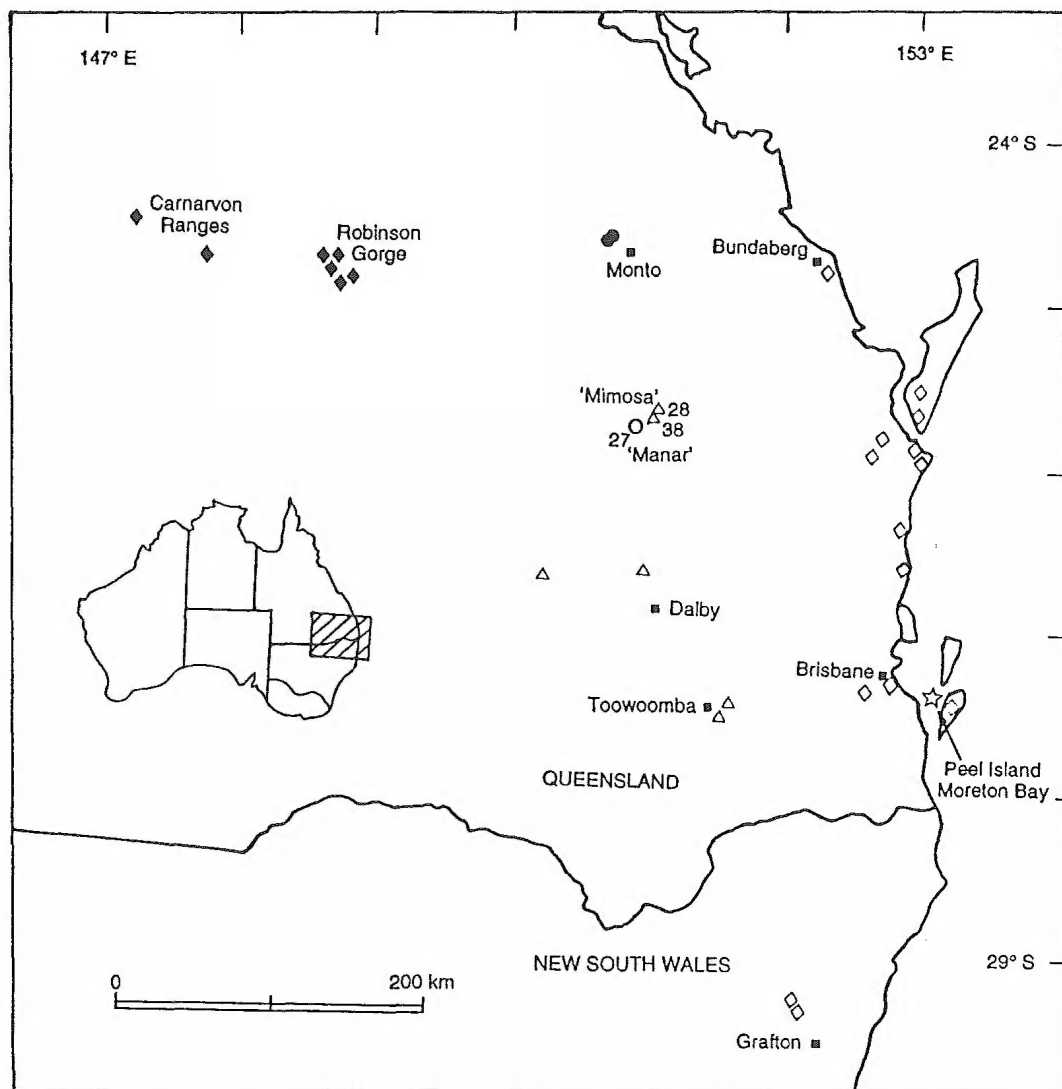 147° E
153° E
24° S
Carnarvon
Ranges
Robinson
Gorge
Monto
Bundaberg
'Mimosa'
28
38
27
'Manar'
Dalby
Brisbane
Toowoomba
Peel Island
Moreton Bay
QUEENSLAND
29° S
NEW SOUTH WALES
0
200 km
Grafton